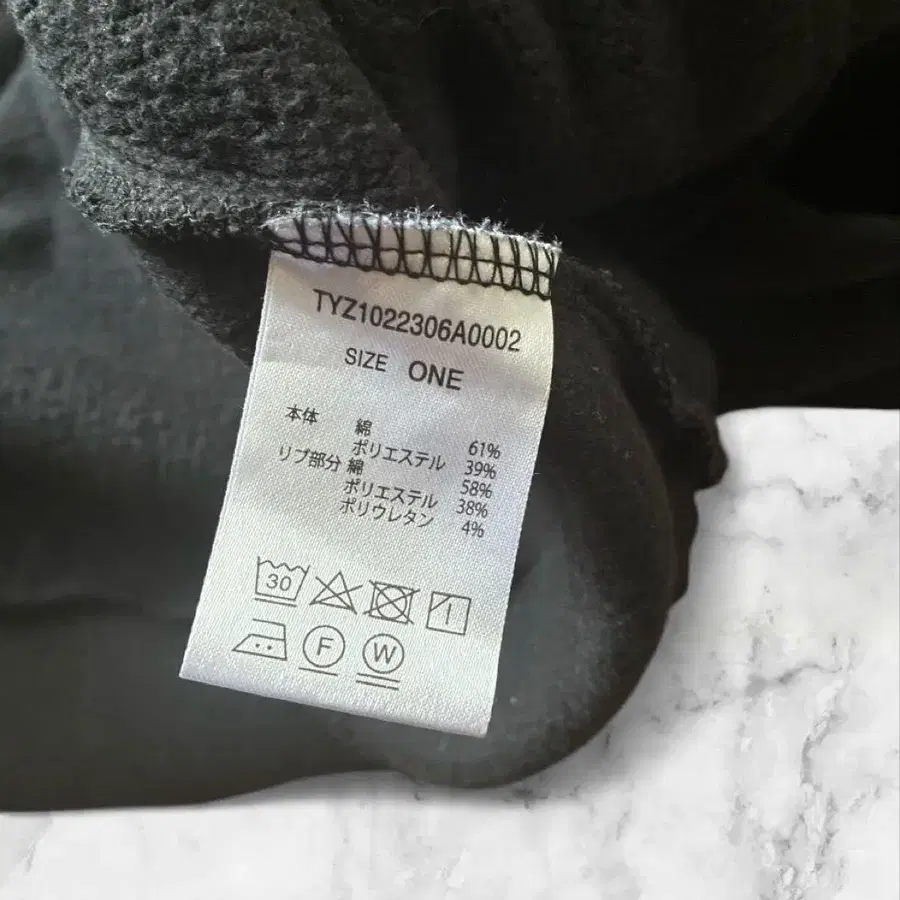 TYZ1022306A0002
SIZE ONE
本体 綿 61%
ポリエステル 39%
リブ部分 綿 58%
ポリエステル 38%
ポリウレタン 4%
30
F W